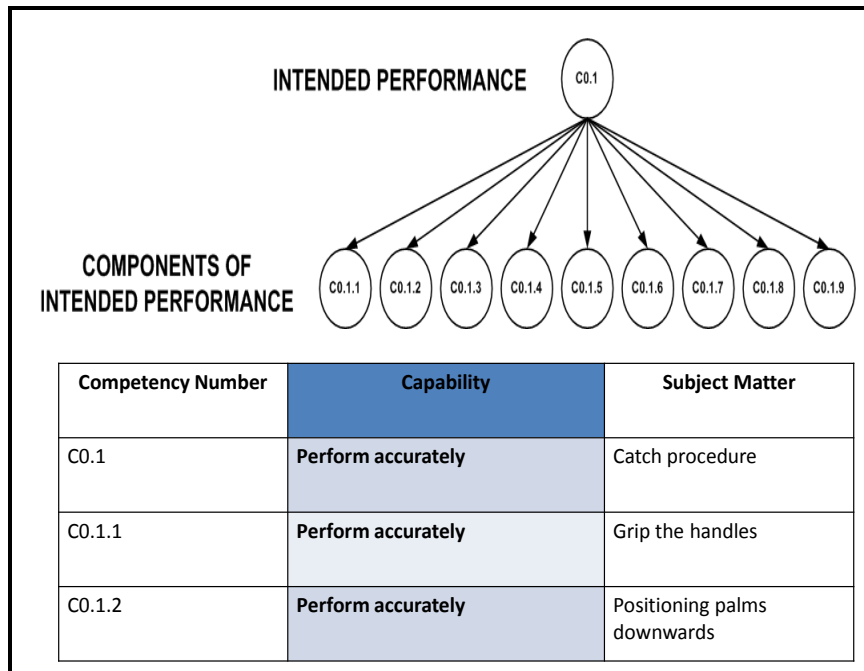 INTENDED PERFORMANCE
C0.1
COMPONENTS OF
INTENDED PERFORMANCE
C0.1.1 C0.1.2 C0.1.3 C0.1.4 C0.1.5 C0.1.6 C0.1.7 C0.1.8 C0.1.9
Competency Number Capability Subject Matter
C0.1 Perform accurately Catch procedure
C0.1.1 Perform accurately Grip the handles
C0.1.2 Perform accurately Positioning palms
downwards